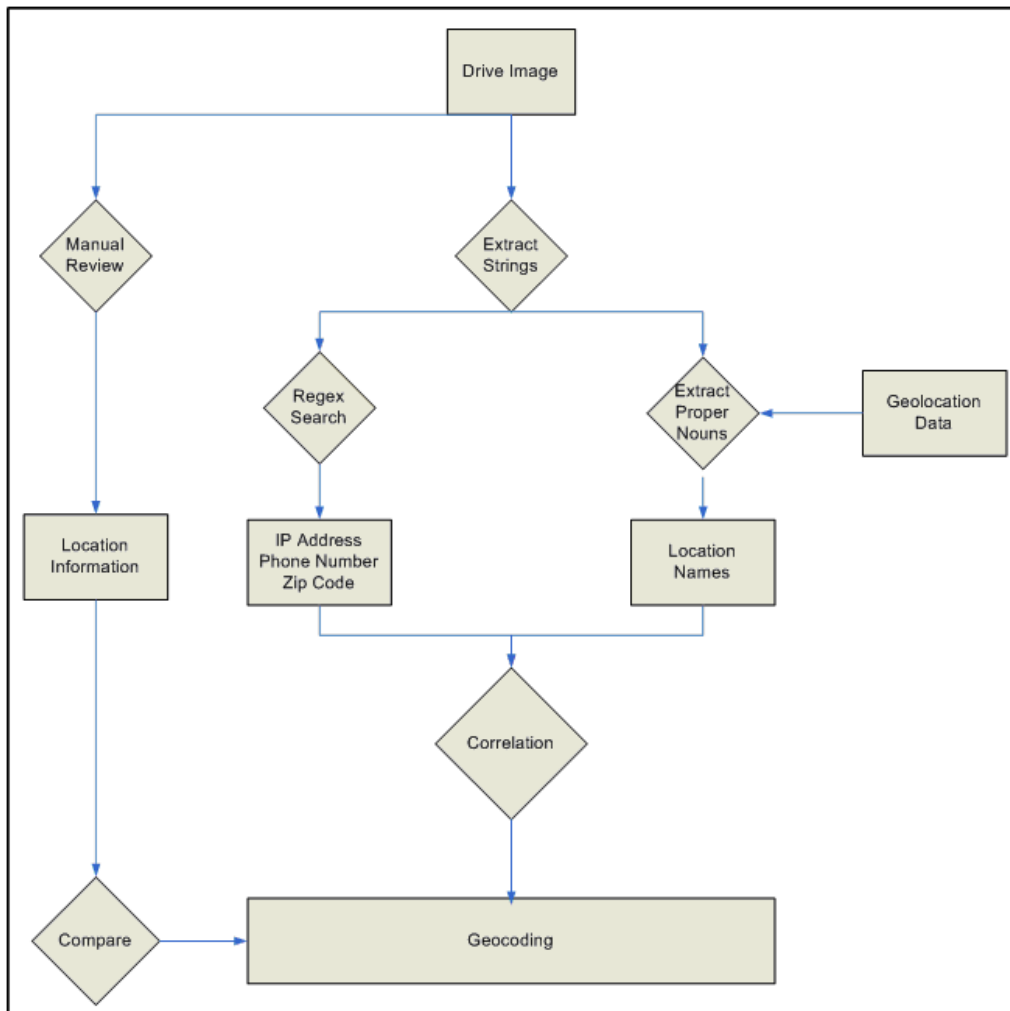 Drive Image
Manual
Review
Extract
Strings
Regex
Search
Extract
Proper
Nouns
Geolocation
Data
Location
Information
IP Address
Phone Number
Zip Code
Location
Names
Correlation
Compare
Geocoding